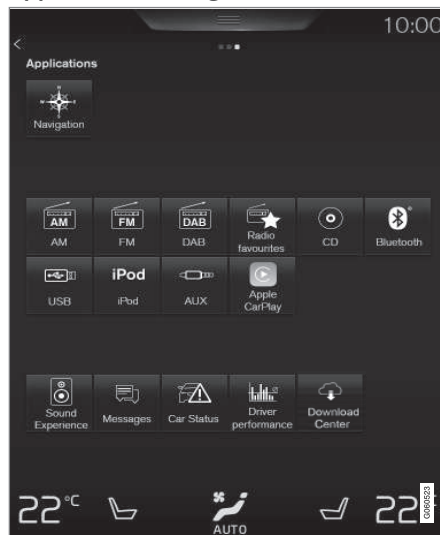 10:00
Applications
Navigation
AM FM DAB
AM FM DAB Radio favourites CD Bluetooth
iPod
USB iPod AUX Apple CarPlay
Sound Experience Messages Car Status Driver performance Download Center
22°C 22
AUTO
G060523